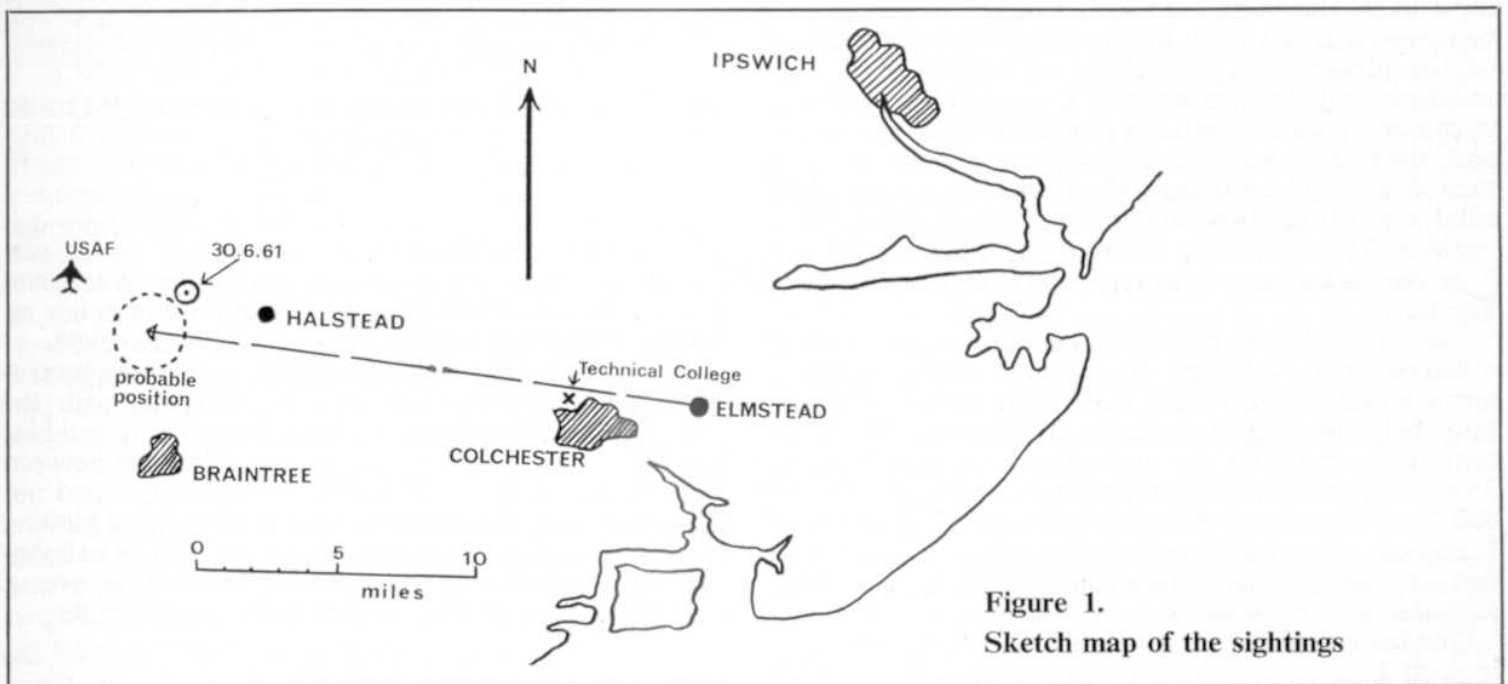 N
IPSWICH
USAF
30.6.61
HALSTEAD
probable
position
Technical College
ELMSTEAD
COLCHESTER
BRAINTREE
0 5 10
miles
Figure 1.
Sketch map of the sightings